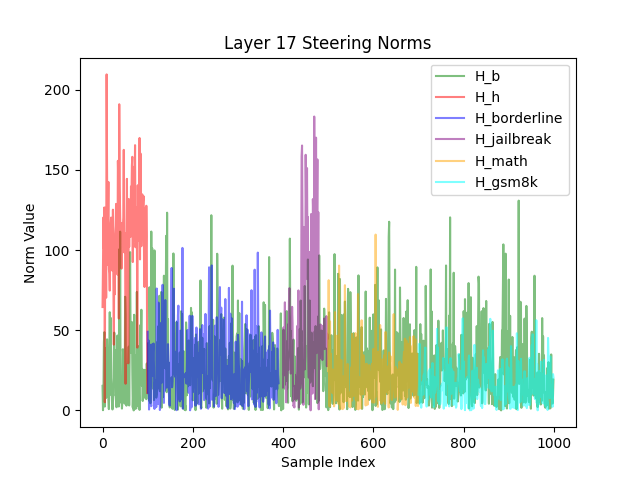 Layer 17 Steering Norms
Norm Value
200
150
100
50
0
H_b
H_h
H_borderline
H_jailbreak
H_math
H_gsm8k
0
200
400
600
800
1000
Sample Index